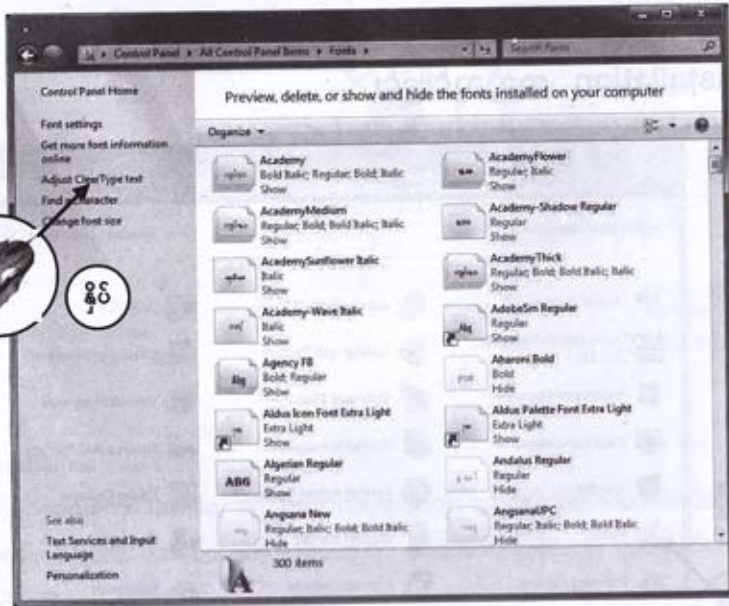 Control Panel ▸ All Control Panel Items ▸ Fonts ▸
Search Fonts
Control Panel Home
Font settings
Get more font information
online
Adjust ClearType text
Find a character
Change font size
See also
Text Services and Input
Language
Personalization
Preview, delete, or show and hide the fonts installed on your computer
Organize
Academy
Bold Italic; Regular; Bold; Italic
Show
AcademyFlower
Regular; Italic
Show
AcademyMedium
Regular; Bold; Bold Italic; Italic
Show
Academy-Shadow Regular
Regular
Show
AcademySunflower Italic
Italic
Show
AcademyThick
Regular; Bold; Bold Italic; Italic
Show
Academy-Wave Italic
Italic
Show
AdobeSm Regular
Regular
Show
Abg
Agency FB
Bold; Regular
Show
Abg
Aharoni Bold
Bold
Hide
Aldus Icon Font Extra Light
Extra Light
Show
Aldus Palette Font Extra Light
Extra Light
Show
ABG
Algerian Regular
Regular
Show
Andalus Regular
Regular
Hide
Angsana New
Regular; Italic; Bold; Bold Italic
Hide
AngsanaUPC
Regular; Italic; Bold; Bold Italic
Hide
300 items